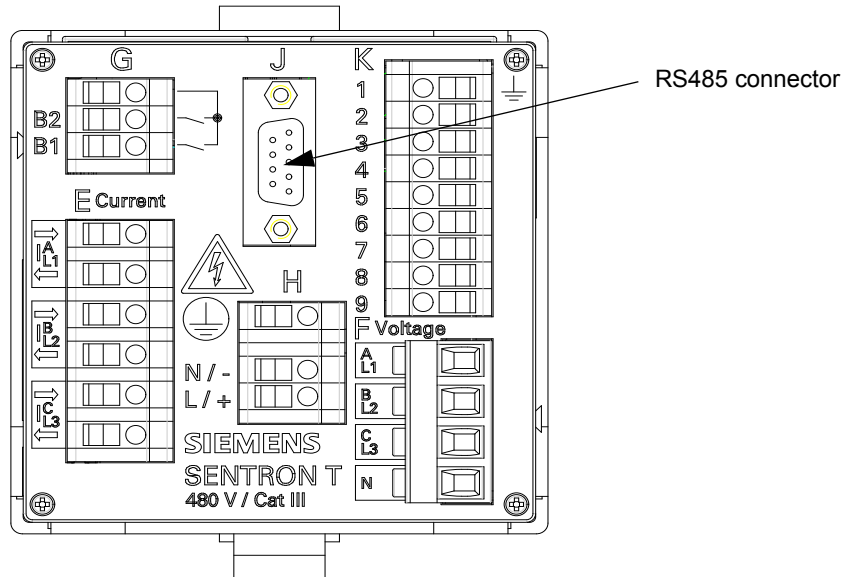 G
J
K
RS485 connector
B2
B1
1
2
3
4
5
6
7
8
9
E Current
I A L1
I B L2
I C L3
H
N / -
L / +
F Voltage
A L1
B L2
C L3
N
SIEMENS
SENTRON T
480 V / Cat III